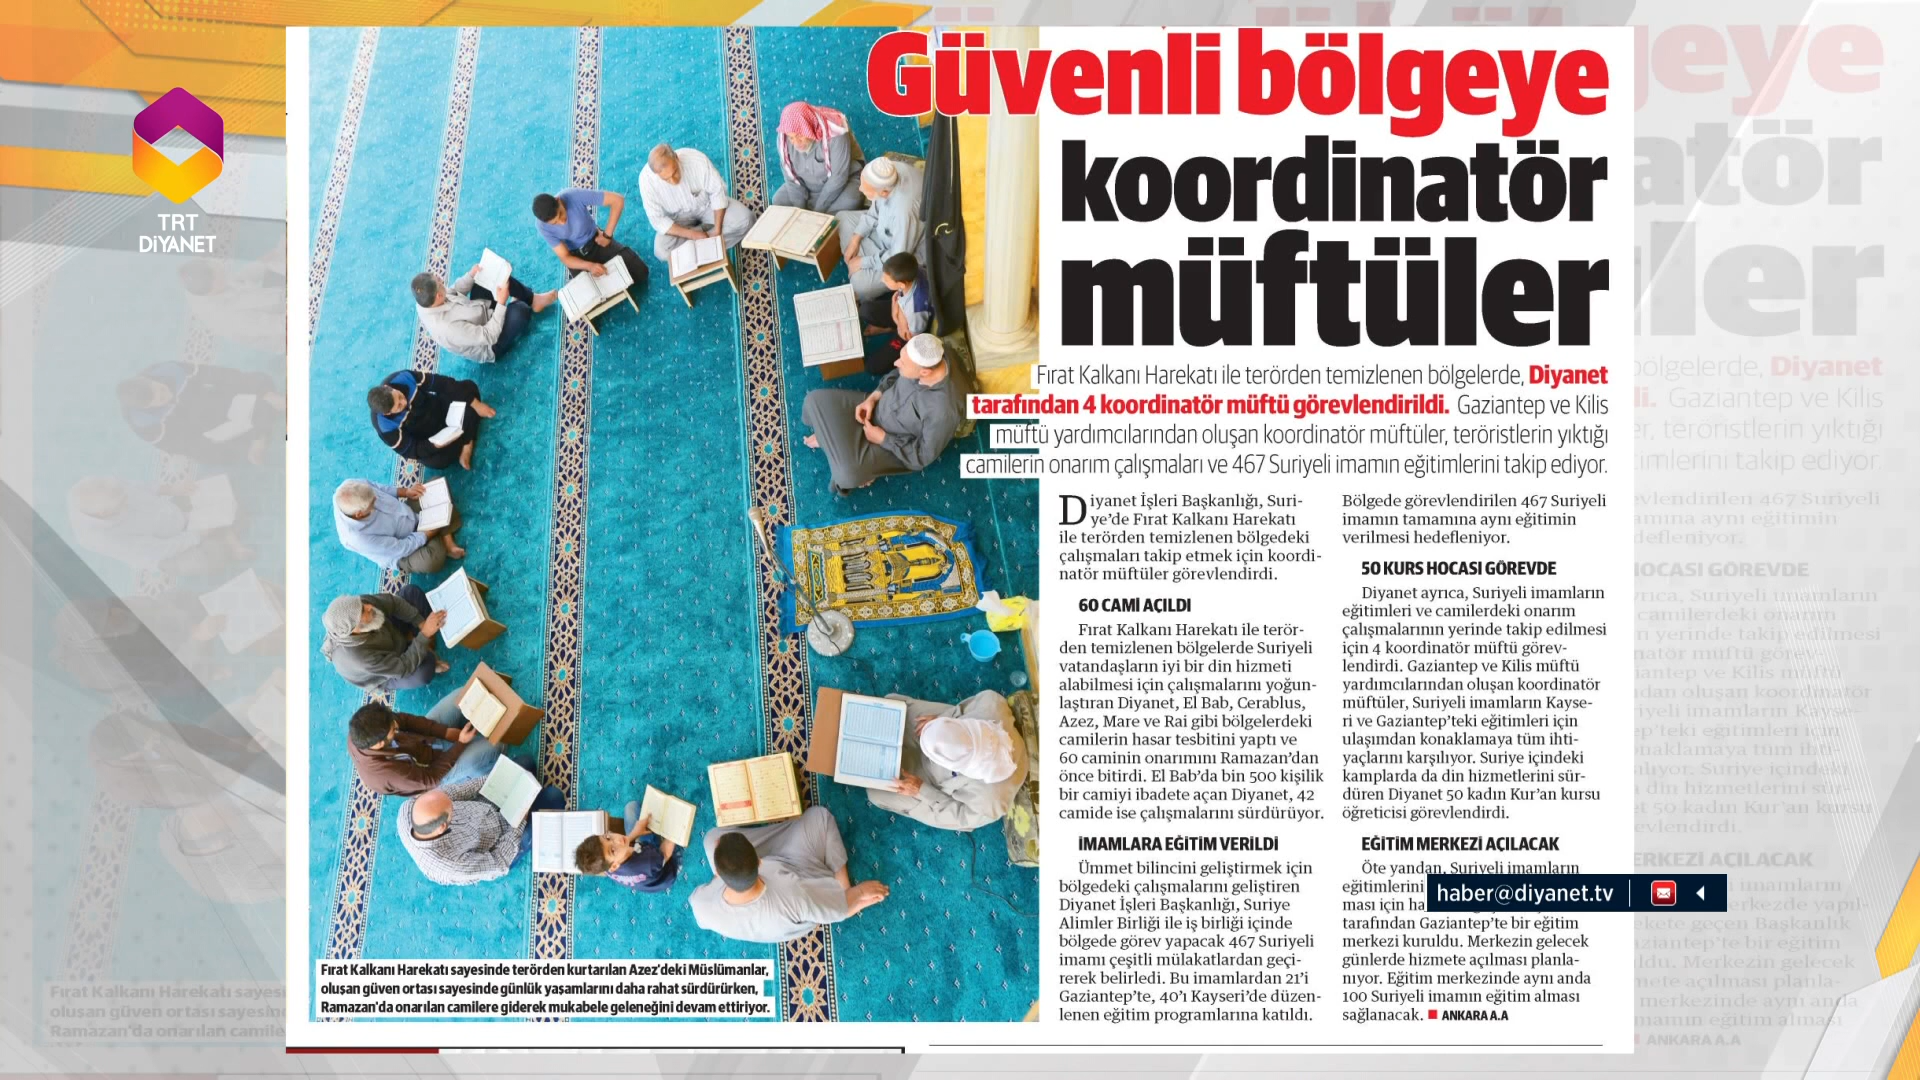 TRT
DİYANET
Güvenli bölgeye
koordinatör
müftüler
Fırat Kalkanı Harekatı ile terörden temizlenen bölgelerde, Diyanet
tarafından 4 koordinatör müftü görevlendirildi. Gaziantep ve Kilis
müftü yardımcılarından oluşan koordinatör müftüler, teröristlerin yıktığı
camilerin onarım çalışmaları ve 467 Suriyeli imamın eğitimlerini takip ediyor.
Diyanet İşleri Başkanlığı, Suri-
ye'de Fırat Kalkanı Harekatı
ile terörden temizlenen bölgedeki
çalışmaları takip etmek için koordi-
natör müftüler görevlendirdi.
60 CAMİ AÇILDI
Fırat Kalkanı Harekatı ile terör-
den temizlenen bölgelerde Suriyeli
vatandaşların iyi bir din hizmeti
alabilmesi için çalışmalarını yoğun-
laştıran Diyanet, El Bab, Cerablus,
Azez, Mare ve Rai gibi bölgelerdeki
camilerin hasar tesbitini yaptı ve
60 caminin onarımını Ramazan'dan
önce bitirdi. El Bab'da bin 500 kişilik
bir camiyi ibadete açan Diyanet, 42
camide ise çalışmalarını sürdürüyor.
İMAMLARA EĞİTİM VERİLDİ
Ümmet bilincini geliştirmek için
bölgedeki çalışmalarını geliştiren
Diyanet İşleri Başkanlığı, Suriye
Alimler Birliği ile iş birliği içinde
bölgede görev yapacak 467 Suriyeli
imamı çeşitli mülakatlardan geçi-
rerek belirledi. Bu imamlardan 21'i
Gaziantep'te, 40'ı Kayseri'de düzen-
lenen eğitim programlarına katıldı.
Bölgede görevlendirilen 467 Suriyeli
imamın tamamına aynı eğitimin
verilmesi hedefleniyor.
50 KURS HOCASI GÖREVDE
Diyanet ayrıca, Suriyeli imamların
eğitimleri ve camilerdeki onarım
çalışmalarının yerinde takip edilmesi
için 4 koordinatör müftü görev-
lendirdi. Gaziantep ve Kilis müftü
yardımcılarından oluşan koordinatör
müftüler, Suriyeli imamların Kayse-
ri ve Gaziantep'teki eğitimleri için
ulaşımdan konaklamaya tüm ihti-
yaçlarını karşılıyor. Suriye içindeki
kamplarda da din hizmetlerini sür-
düren Diyanet 50 kadın Kur'an kursu
öğreticisi görevlendirdi.
EĞİTİM MERKEZİ AÇILACAK
Öte yandan, Suriyeli imamların
eğitimlerini
ması için
tarafından Gaziantep'te bir eğitim
merkezi kuruldu. Merkezin gelecek
günlerde hizmete açılması planla-
nıyor. Eğitim merkezinde aynı anda
100 Suriyeli imamın eğitim alması
sağlanacak. ANKARA A.A
haber@diyanet.tv
Fırat Kalkanı Harekatı sayesinde terörden kurtarılan Azez'deki Müslümanlar,
oluşan güven ortası sayesinde günlük yaşamlarını daha rahat sürdürürken,
Ramazan'da onarılan camilere giderek mukabele geleneğini devam ettiriyor.